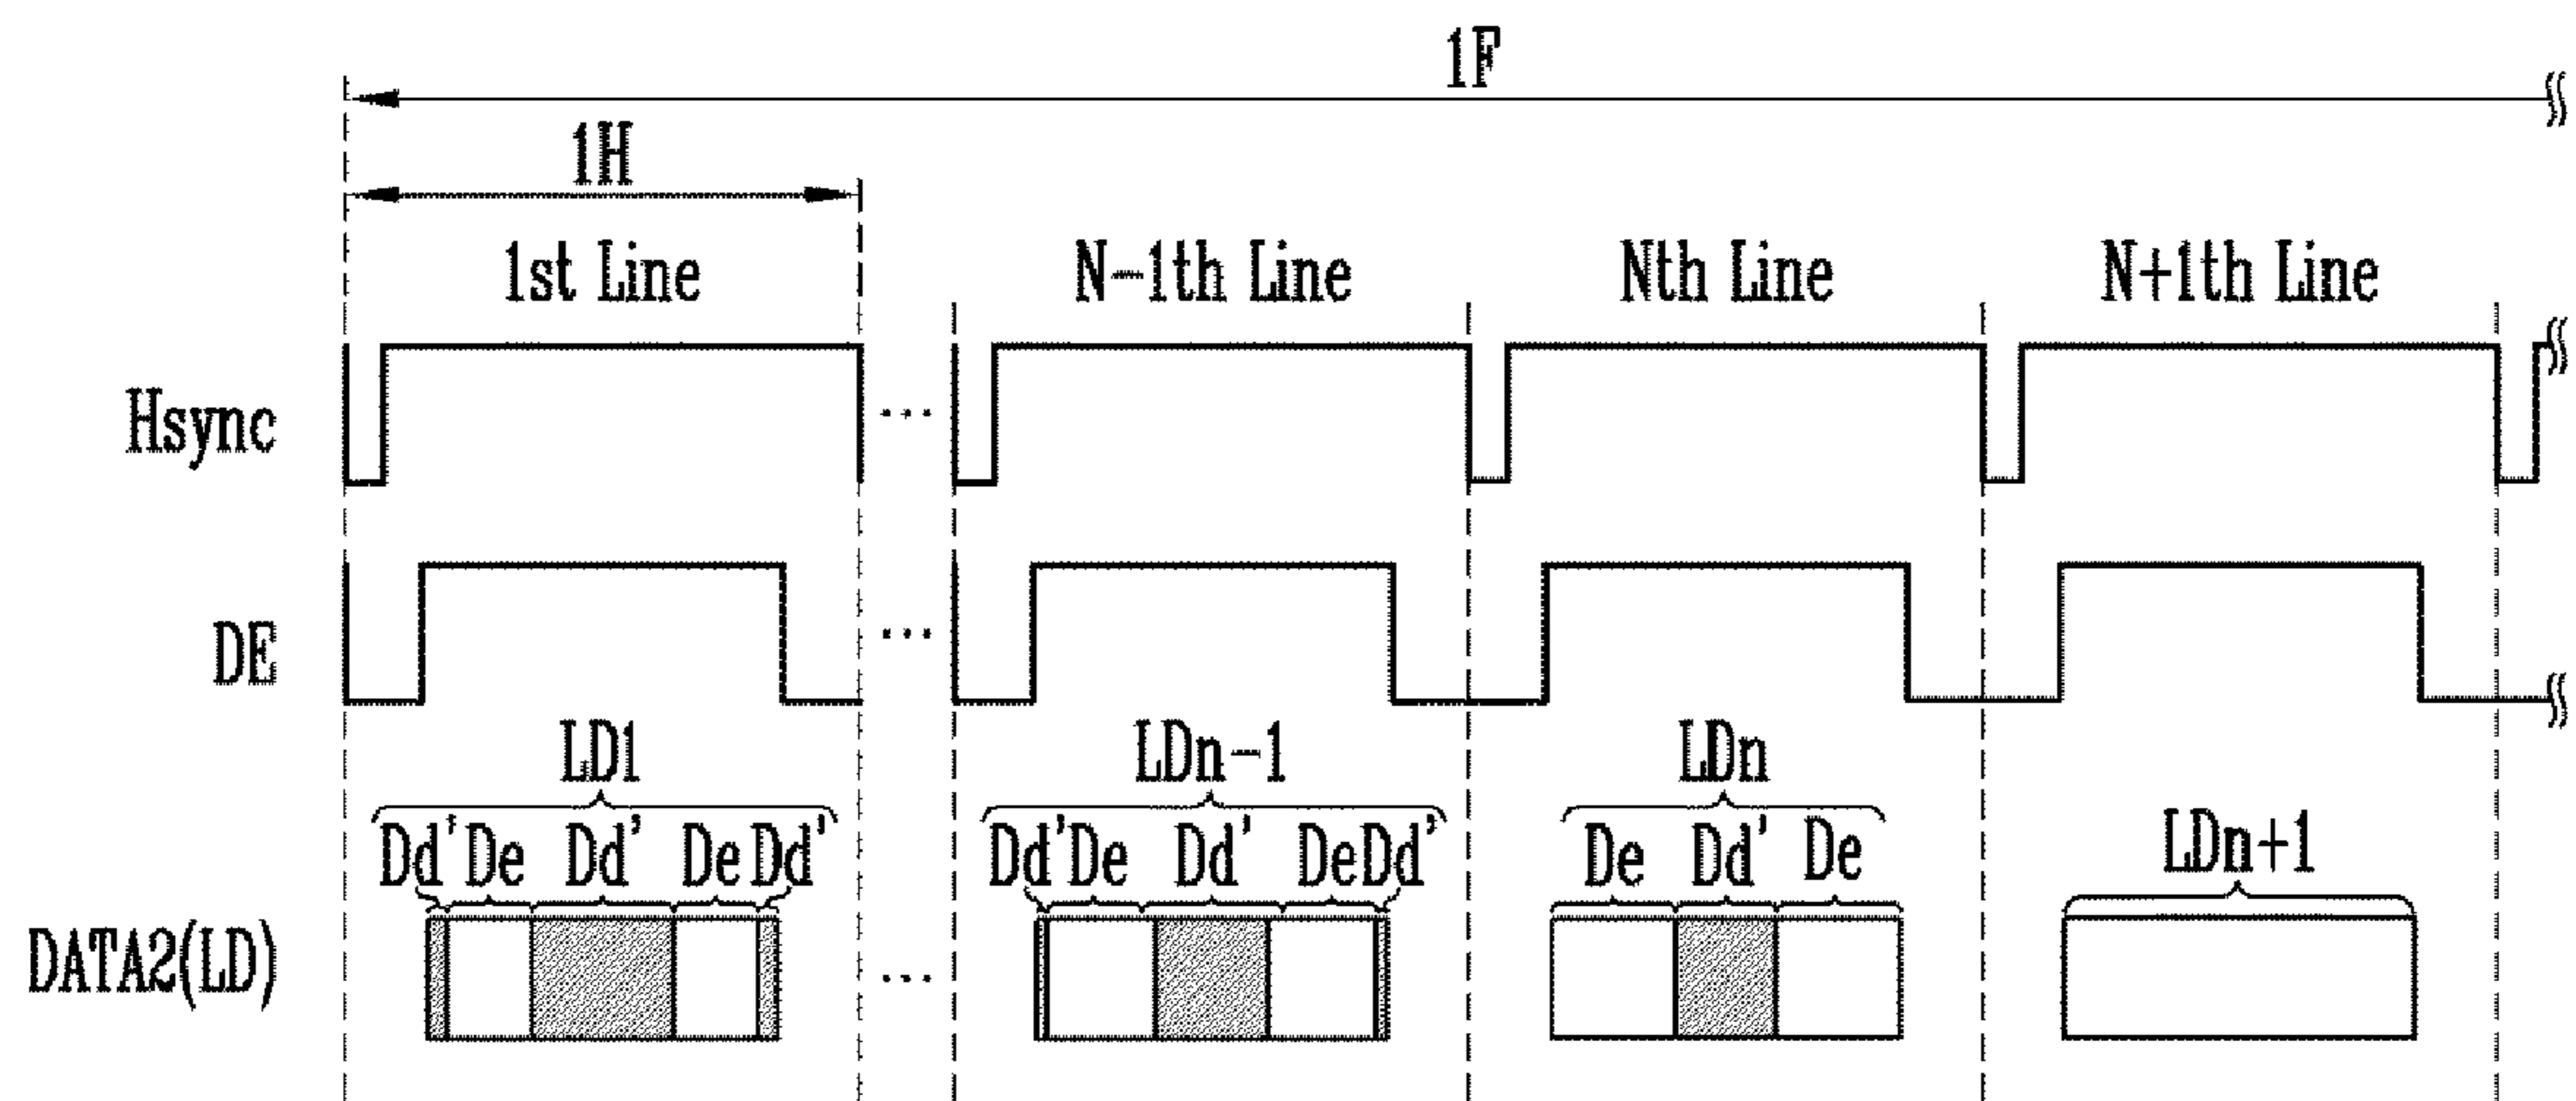 1F
1H
1st Line N-1th Line Nth Line N+1th Line
Hsync ...
DE ...
LD1 LDn-1 LDn
Dd' De Dd' De Dd' Dd' De Dd' De Dd' De Dd' De LDn+1
DATA2(LD) ...